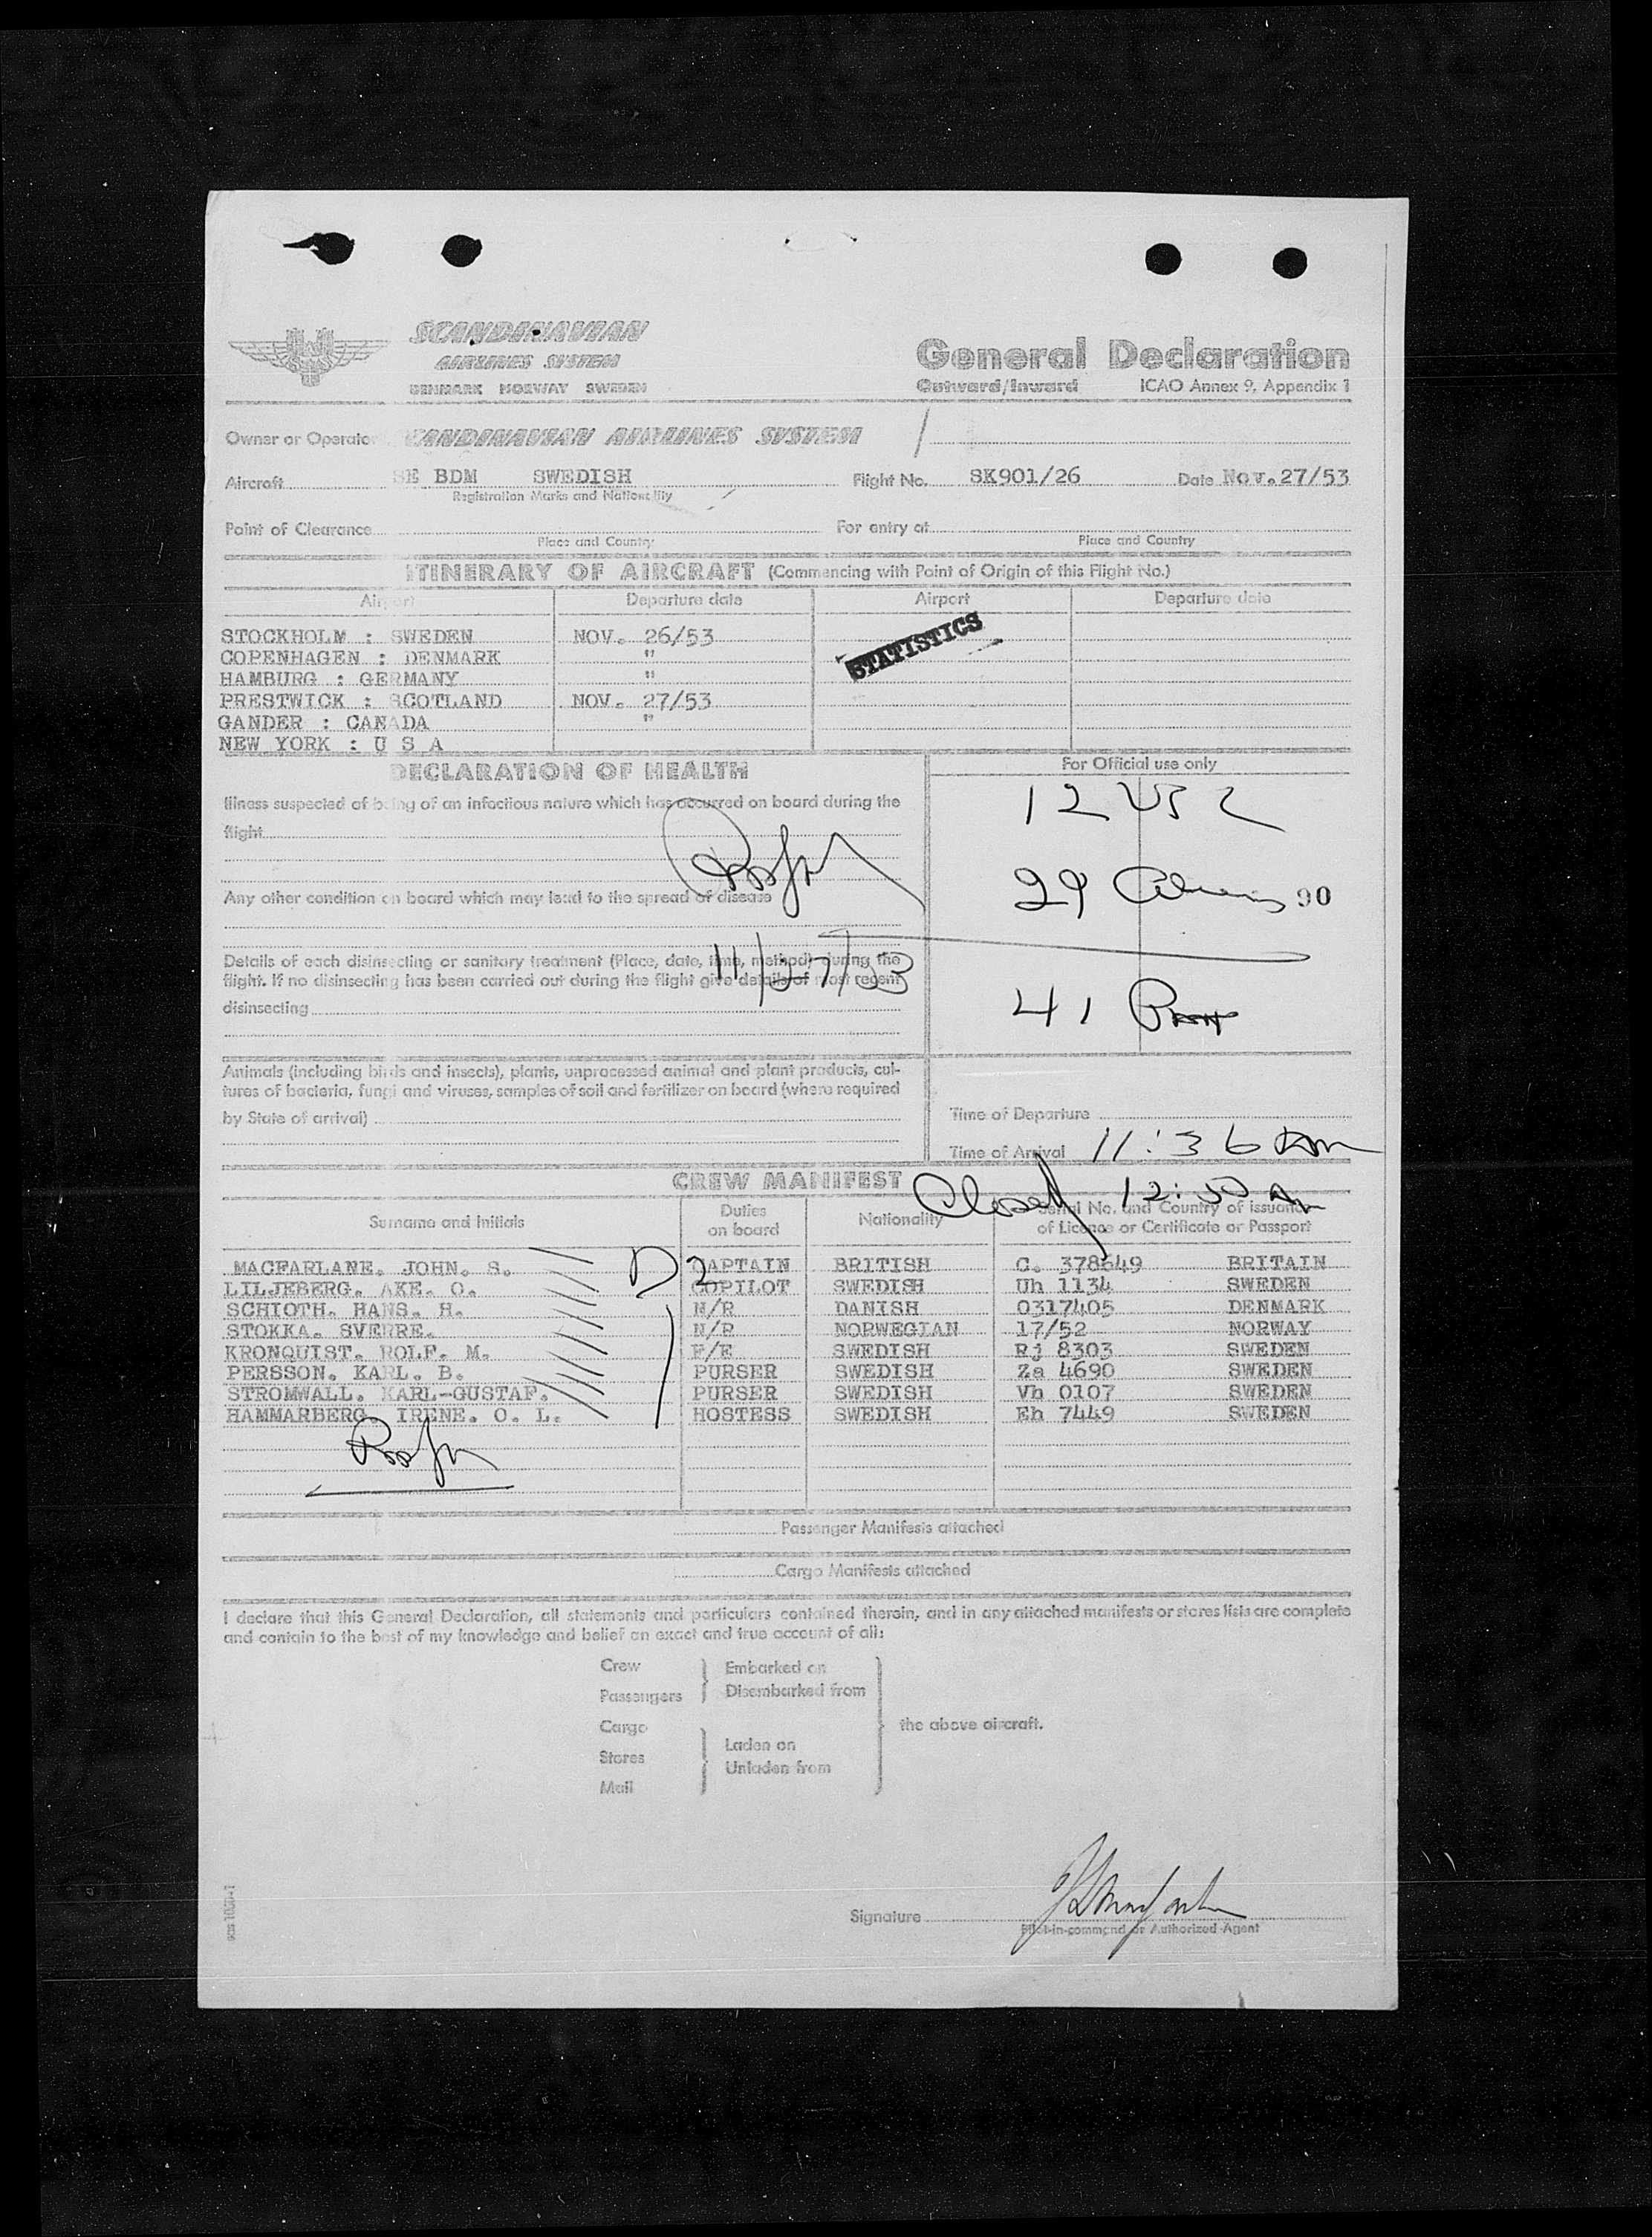 SCANDINAVIAN
AIRLINES SYSTEM
DENMARK NORWAY SWEDEN
General Declaration
Outward/Inward ICAO Annex 9, Appendix 1
Owner or Operator SCANDINAVIAN AIRLINES SYSTEM
Aircraft SE BDM SWEDISH Flight No. SK901/26 Date Nov. 27/53
Registration Marks and Nationality
Point of Clearance For entry at
Place and Country Place and Country
ITINERARY OF AIRCRAFT (Commencing with Point of Origin of this Flight No.)
Airport Departure date Airport Departure date
STATISTICS
STOCKHOLM : SWEDEN NOV. 26/53
COPENHAGEN : DENMARK "
HAMBURG : GERMANY "
PRESTWICK : SCOTLAND NOV. 27/53
GANDER : CANADA "
NEW YORK : U S A
DECLARATION OF HEALTH
Illness suspected of being of an infectious nature which has occurred on board during the
flight
Any other condition on board which may lead to the spread of disease
11/27/53
Details of each disinsecting or sanitary treatment (Place, date, time, method) during the
flight. If no disinsecting has been carried out during the flight give details of most recent
disinsecting
Animals (including birds and insects), plants, unprocessed animal and plant products, cul-
tures of bacteria, fungi and viruses, samples of soil and fertilizer on board (where required
by State of arrival)
For Official use only
12
29 90
41
Time of Departure
Time of Arrival 11:36 Am
Closed 12:30
CREW MANIFEST
Surname and Initials Duties on board Nationality Serial No. and Country of issuance of Licence or Certificate or Passport
D2
MACFARLANE. JOHN. S. CAPTAIN BRITISH C. 378649 BRITAIN
LILJEBERG. AKE. O. COPILOT SWEDISH Uh 1134 SWEDEN
SCHIOTH. HANS. H. N/R DANISH 0317405 DENMARK
STOKKA. SVERRE. N/R NORWEGIAN 17/52 NORWAY
KRONQUIST. ROLF. M. F/E SWEDISH Rj 8303 SWEDEN
PERSSON. KARL. B. PURSER SWEDISH Za 4690 SWEDEN
STROMWALL. KARL-GUSTAF. PURSER SWEDISH Vh 0107 SWEDEN
HAMMARBERG. IRENE. O. L. HOSTESS SWEDISH Eh 7449 SWEDEN
Passenger Manifests attached
Cargo Manifests attached
I declare that this General Declaration, all statements and particulars contained therein, and in any attached manifests or stores lists are complete
and contain to the best of my knowledge and belief an exact and true account of all:
Crew Embarked on
Passengers Disembarked from
Cargo the above aircraft.
Laden on
Stores
Unladen from
Mail
Signature
Pilot-in-command or Authorized Agent